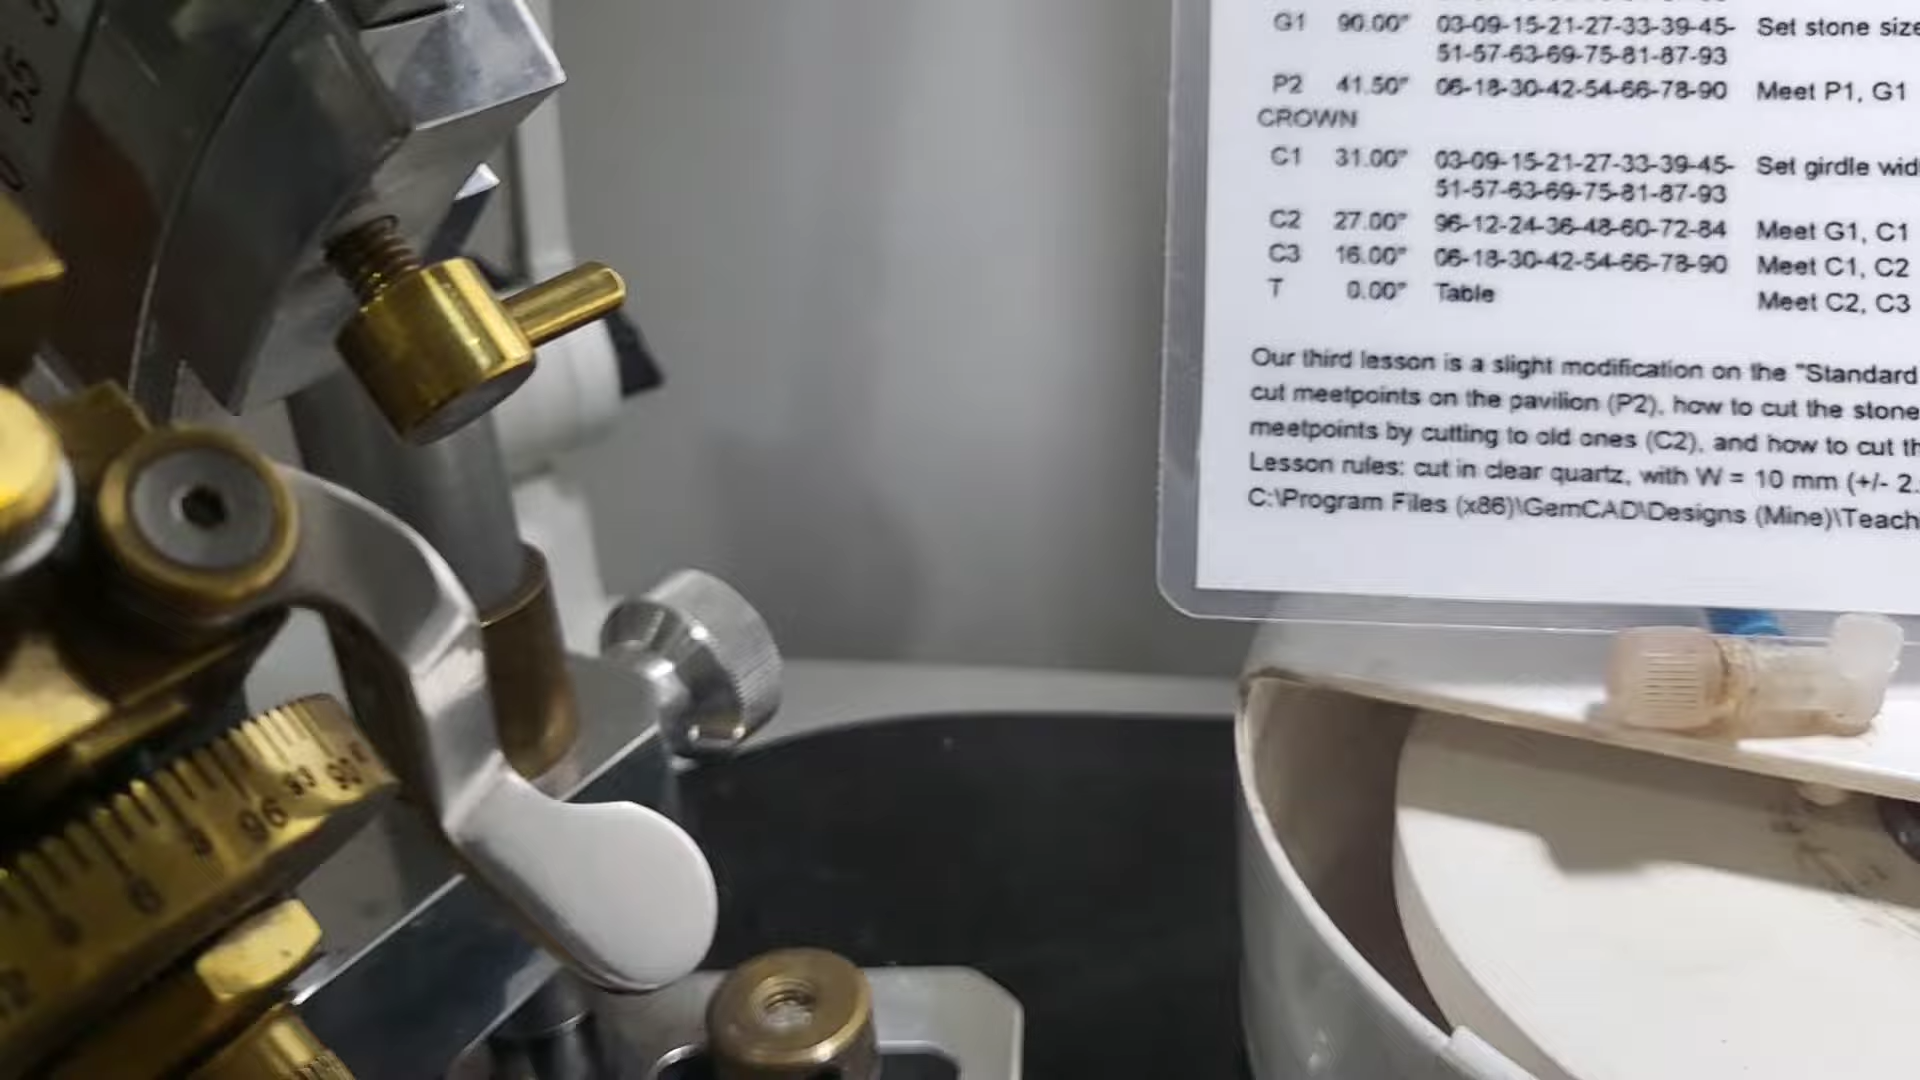 G1 90.00° 03-09-15-21-27-33-39-45- Set stone size
51-57-63-69-75-81-87-93
P2 41.50° 06-18-30-42-54-66-78-90 Meet P1, G1
CROWN
C1 31.00° 03-09-15-21-27-33-39-45- Set girdle wid
51-57-63-69-75-81-87-93
C2 27.00° 96-12-24-36-48-60-72-84 Meet G1, C1
C3 16.00° 06-18-30-42-54-66-78-90 Meet C1, C2
T 0.00° Table Meet C2, C3
Our third lesson is a slight modification on the "Standard
cut meetpoints on the pavilion (P2), how to cut the stone
meetpoints by cutting to old ones (C2), and how to cut th
Lesson rules: cut in clear quartz, with W = 10 mm (+/- 2.
C:\Program Files (x86)\GemCAD\Designs (Mine)\Teach
96